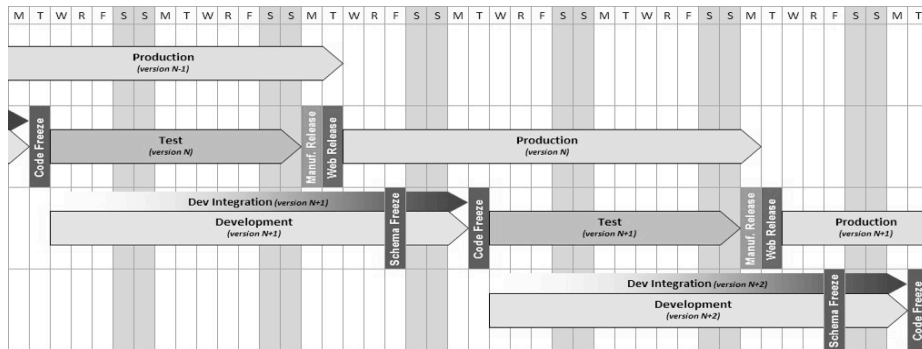 M T W R F S S M T W R F S S M T W R F S S M T W R F S S M T W R F S S M T W R F S S M T
Production
(version N-1)
Code Freeze
Test
(version N)
Manuf. Release
Web Release
Production
(version N)
Dev Integration (version N+1)
Development
(version N+1)
Schema Freeze
Code Freeze
Test
(version N+1)
Manuf. Release
Web Release
Production
(version N+1)
Dev Integration (version N+2)
Development
(version N+2)
Schema Freeze
Code Freeze